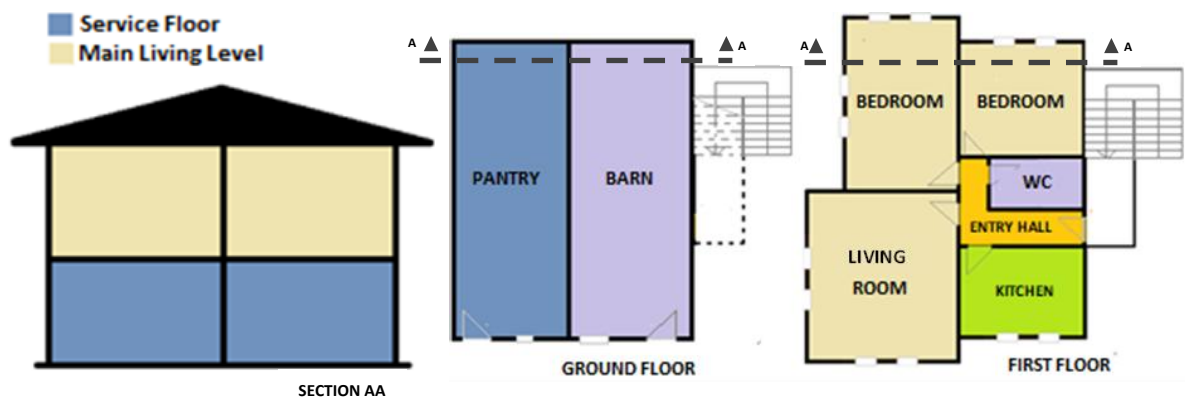 Service Floor
Main Living Level
SECTION AA
A A
PANTRY BARN
GROUND FLOOR
A A
BEDROOM BEDROOM
WC
ENTRY HALL
LIVING
ROOM
KITCHEN
FIRST FLOOR